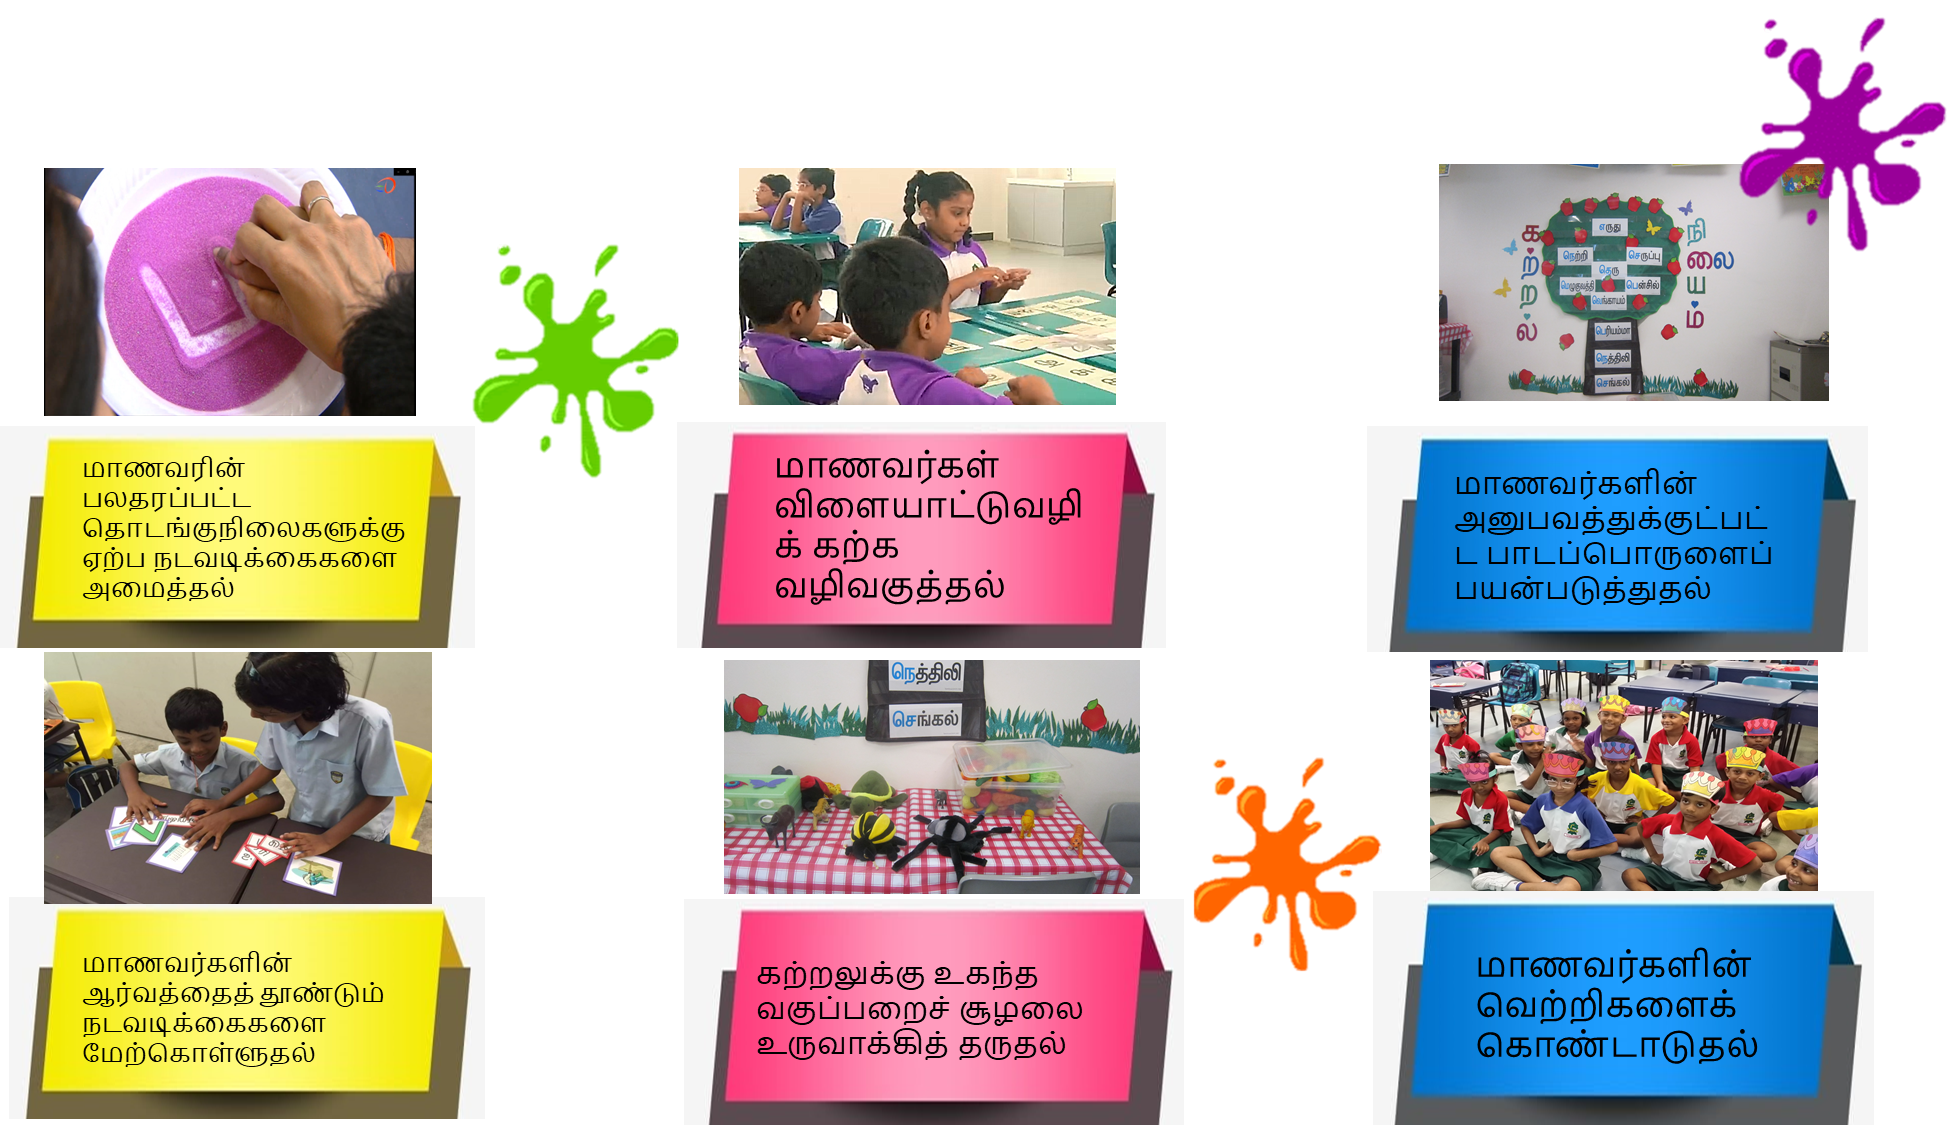 கற்றல்
நிலையம்
எருது
நெற்றி
செருப்பு
தெரு
மெழுகுவத்தி
பென்சில்
வெங்காயம்
பெரியம்மா
நெத்திலி
செங்கல்
மாணவரின்
பலதரப்பட்ட
தொடங்குநிலைகளுக்கு
ஏற்ப நடவடிக்கைகளை
அமைத்தல்
மாணவர்கள்
விளையாட்டுவழி
க் கற்க
வழிவகுத்தல்
மாணவர்களின்
அனுபவத்துக்குட்பட்
ட பாடப்பொருளைப்
பயன்படுத்துதல்
நெத்திலி
செங்கல்
மாணவர்களின்
ஆர்வத்தைத் தூண்டும்
நடவடிக்கைகளை
மேற்கொள்ளுதல்
கற்றலுக்கு உகந்த
வகுப்பறைச் சூழலை
உருவாக்கித் தருதல்
மாணவர்களின்
வெற்றிகளைக்
கொண்டாடுதல்